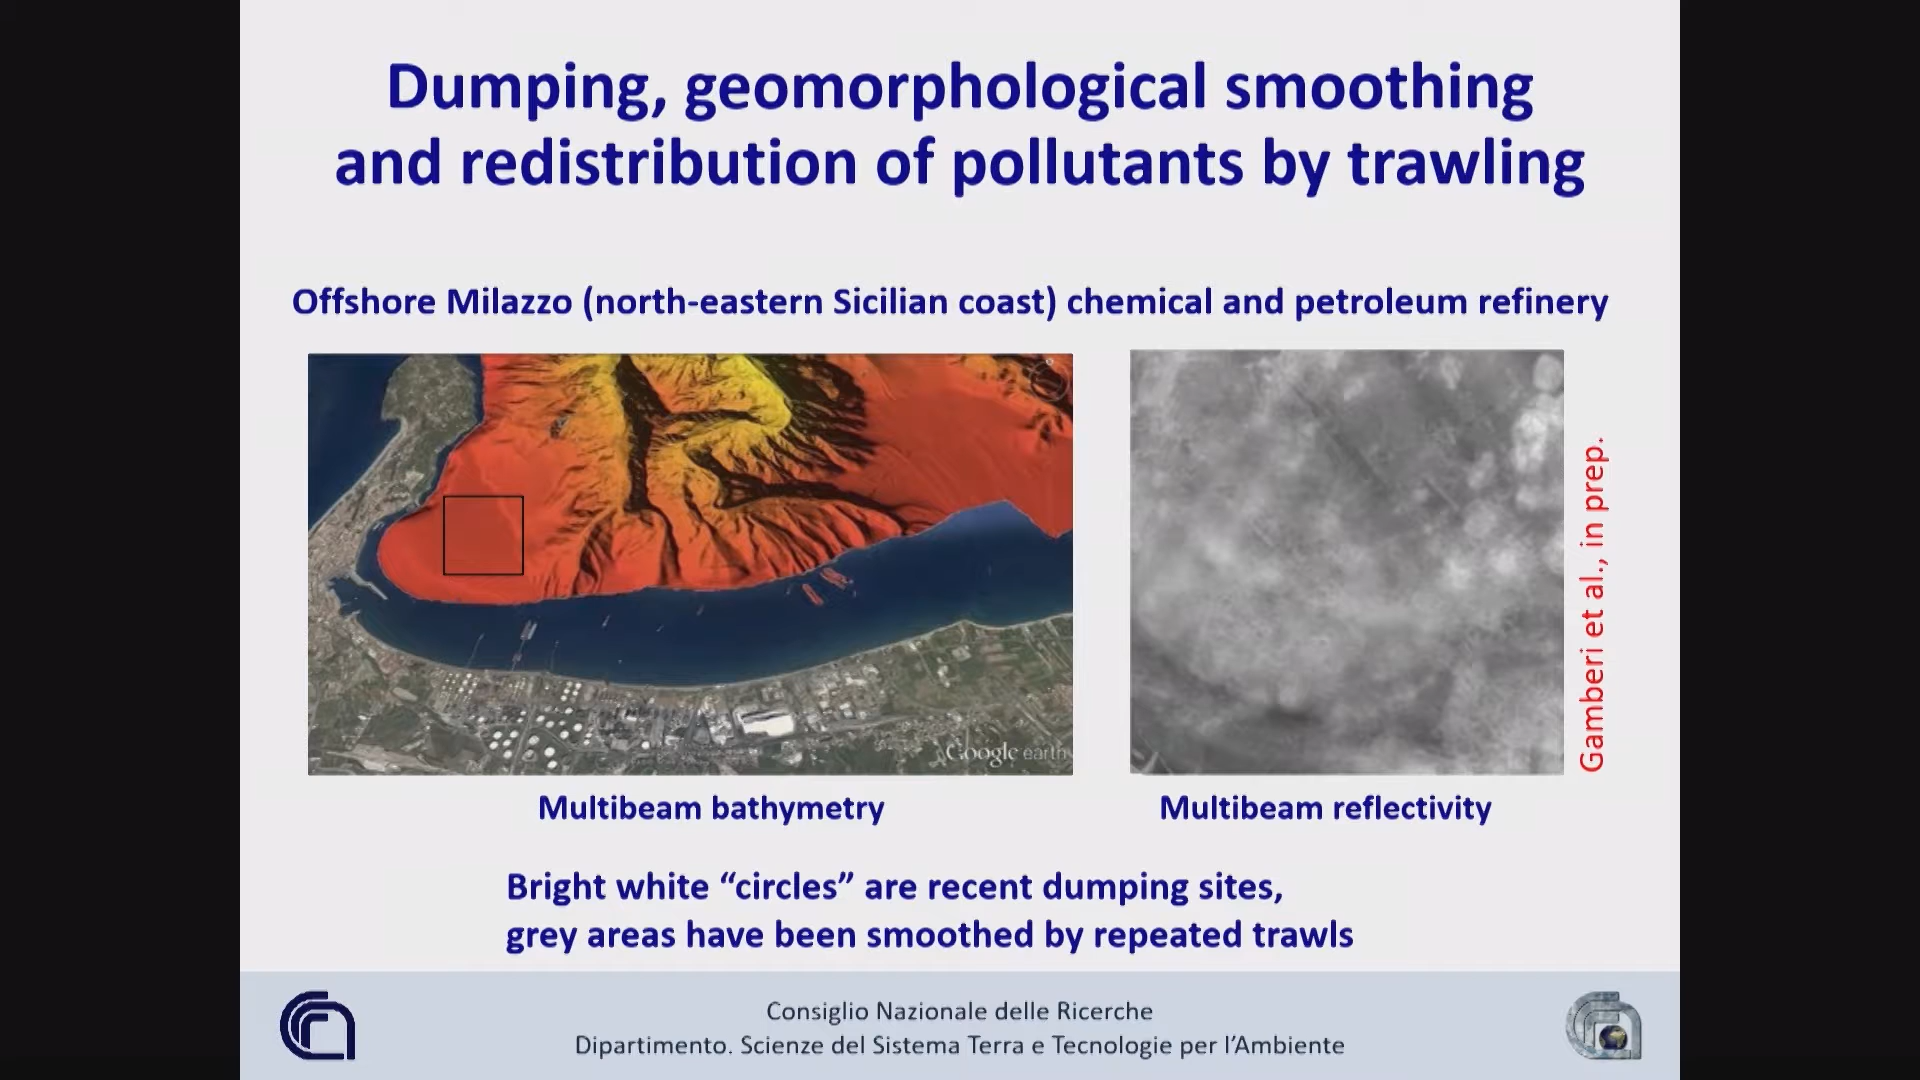 Dumping, geomorphological smoothing
and redistribution of pollutants by trawling
Offshore Milazzo (north-eastern Sicilian coast) chemical and petroleum refinery
Google earth
Gamberi et al., in prep.
Multibeam bathymetry
Multibeam reflectivity
Bright white “circles” are recent dumping sites,
grey areas have been smoothed by repeated trawls
Consiglio Nazionale delle Ricerche
Dipartimento. Scienze del Sistema Terra e Tecnologie per l’Ambiente